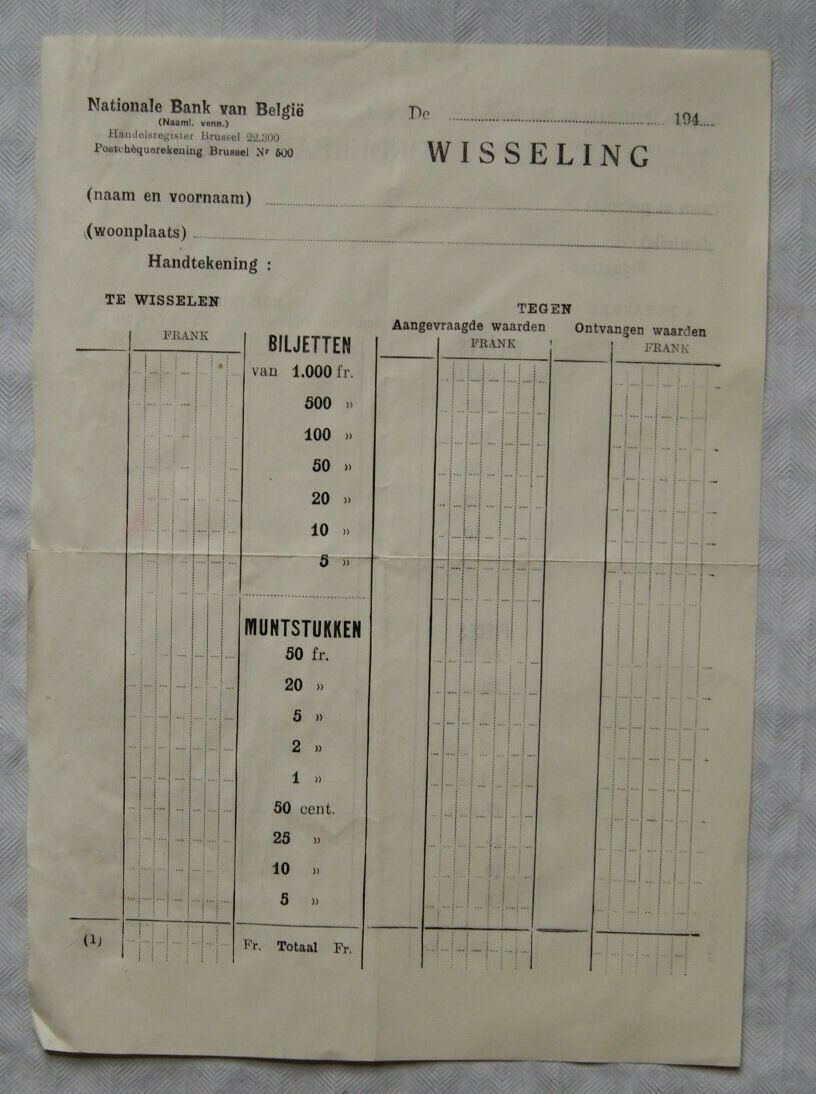 Nationale Bank van België
(Naaml. venn.)
Handelsregister Brussel 22.300
Postchèquerekening Brussel Nr 500
De 194
WISSELING
(naam en voornaam)
(woonplaats)
Handtekening :
TE WISSELEN
TEGEN
Aangevraagde waarden Ontvangen waarden
FRANK BILJETTEN FRANK FRANK
van 1.000 fr.
500 »
100 »
50 »
20 »
10 »
5 »
MUNTSTUKKEN
50 fr.
20 »
5 »
2 »
1 »
50 cent.
25 »
10 »
5 »
(1) Fr. Totaal Fr.